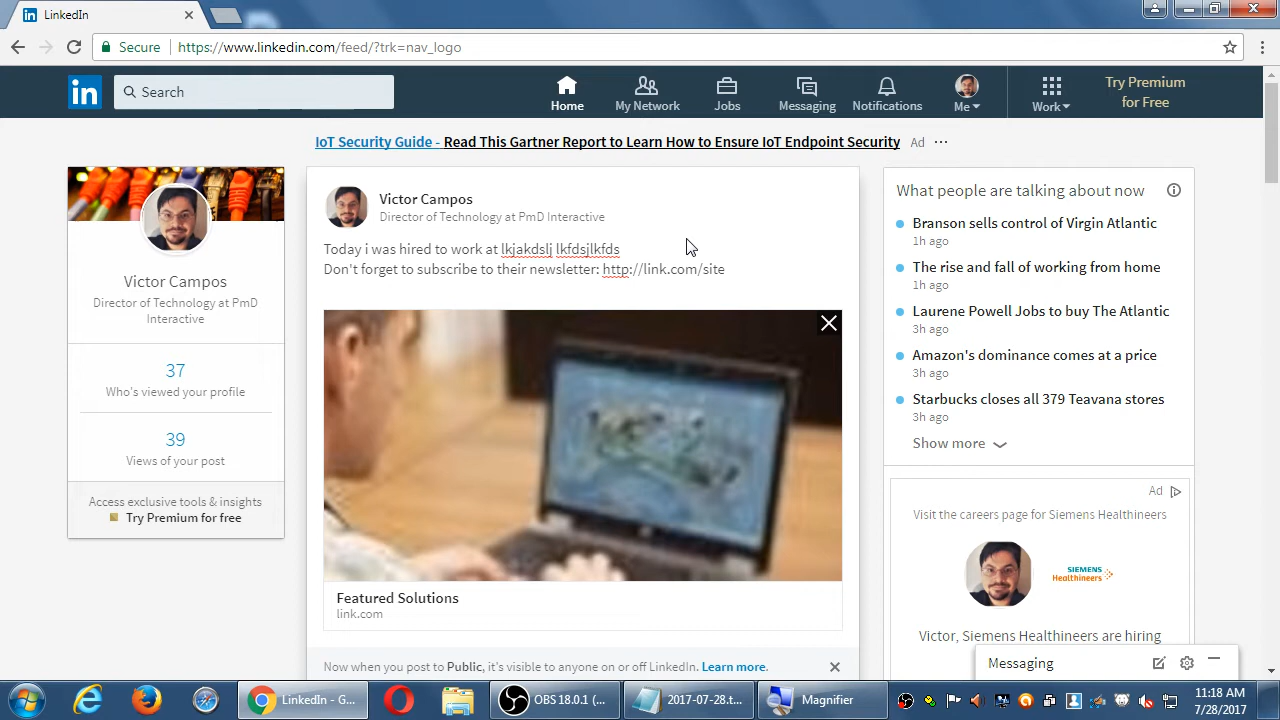 LinkedIn
Secure https://www.linkedin.com/feed/?trk=nav_logo
in Search Home My Network Jobs Messaging Notifications Me Work Try Premium for Free
IoT Security Guide - Read This Gartner Report to Learn How to Ensure IoT Endpoint Security Ad ...
Victor Campos
Director of Technology at PmD Interactive
37
Who's viewed your profile
39
Views of your post
Access exclusive tools & insights
Try Premium for free
Victor Campos
Director of Technology at PmD Interactive
Today i was hired to work at lkjakdslj lkfdsjlkfds
Don't forget to subscribe to their newsletter: http://link.com/site
Featured Solutions
link.com
Now when you post to Public, it's visible to anyone on or off LinkedIn. Learn more.
What people are talking about now
Branson sells control of Virgin Atlantic
1h ago
The rise and fall of working from home
1h ago
Laurene Powell Jobs to buy The Atlantic
3h ago
Amazon's dominance comes at a price
3h ago
Starbucks closes all 379 Teavana stores
3h ago
Show more
Ad
Visit the careers page for Siemens Healthineers
SIEMENS
Healthineers
Victor, Siemens Healthineers are hiring
Messaging
LinkedIn - G... OBS 18.0.1 (... 2017-07-28.t... Magnifier
11:18 AM
7/28/2017